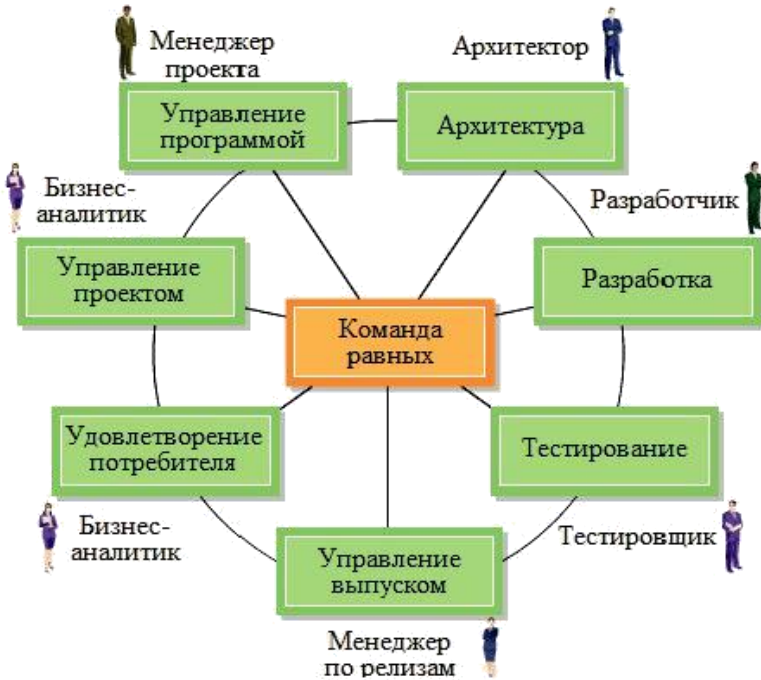 Менеджер
проекта
Архитектор
Управление
программой
Архитектура
Бизнес-
аналитик
Разработчик
Управление
проектом
Разработка
Команда
равных
Удовлетворение
потребителя
Тестирование
Бизнес-
аналитик
Тестировщик
Управление
выпуском
Менеджер
по релизам